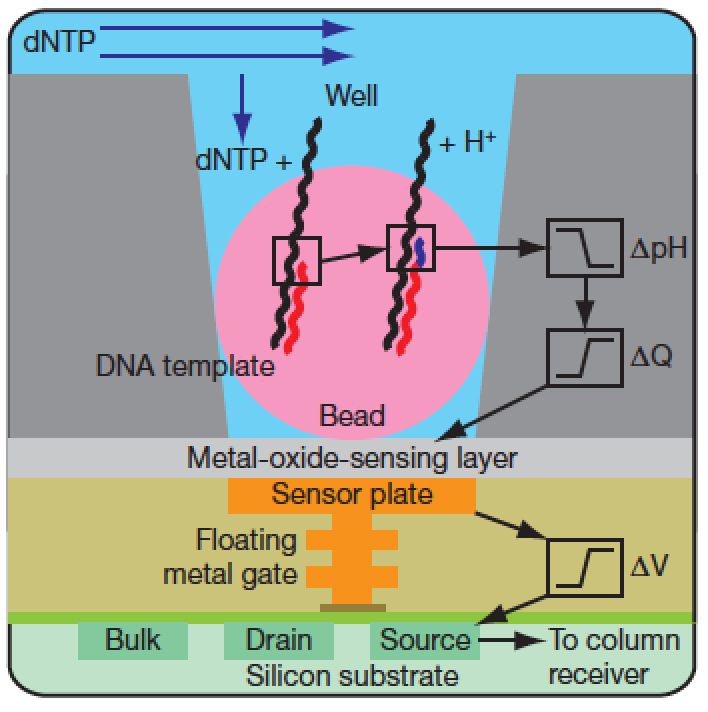 dNTP
Well
dNTP +
+ H⁺
ΔpH
ΔQ
DNA template
Bead
Metal-oxide-sensing layer
Sensor plate
Floating
metal gate
ΔV
Bulk
Drain
Source
To column
receiver
Silicon substrate